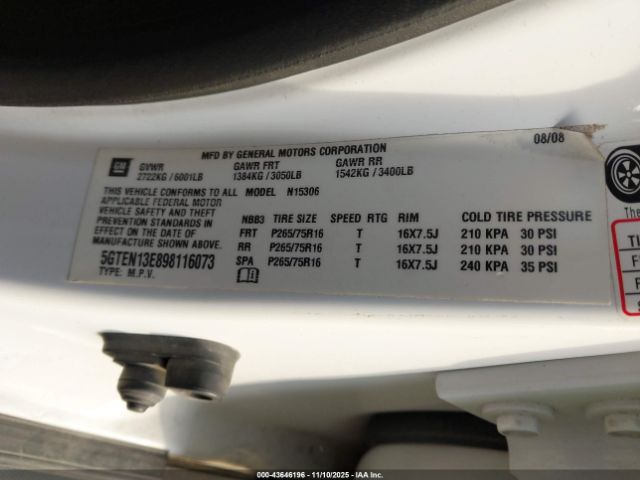 MFD BY GENERAL MOTORS CORPORATION 08/08
GM GVWR GAWR FRT GAWR RR
2722KG / 6001LB 1384KG / 3050LB 1542KG / 3400LB
THIS VEHICLE CONFORMS TO ALL MODEL N15306
APPLICABLE FEDERAL MOTOR
VEHICLE SAFETY AND THEFT
PREVENTION STANDARDS
IN EFFECT ON THE DATE OF
MANUFACTURE SHOWN ABOVE.
5GTEN13E898116073
TYPE: M.P.V.
NBB3 TIRE SIZE SPEED RTG RIM COLD TIRE PRESSURE
FRT P265/75R16 T 16X7.5J 210 KPA 30 PSI
RR P265/75R16 T 16X7.5J 210 KPA 30 PSI
SPA P265/75R16 T 16X7.5J 240 KPA 35 PSI
The
000-43646196 - 11/10/2025 - IAA Inc.